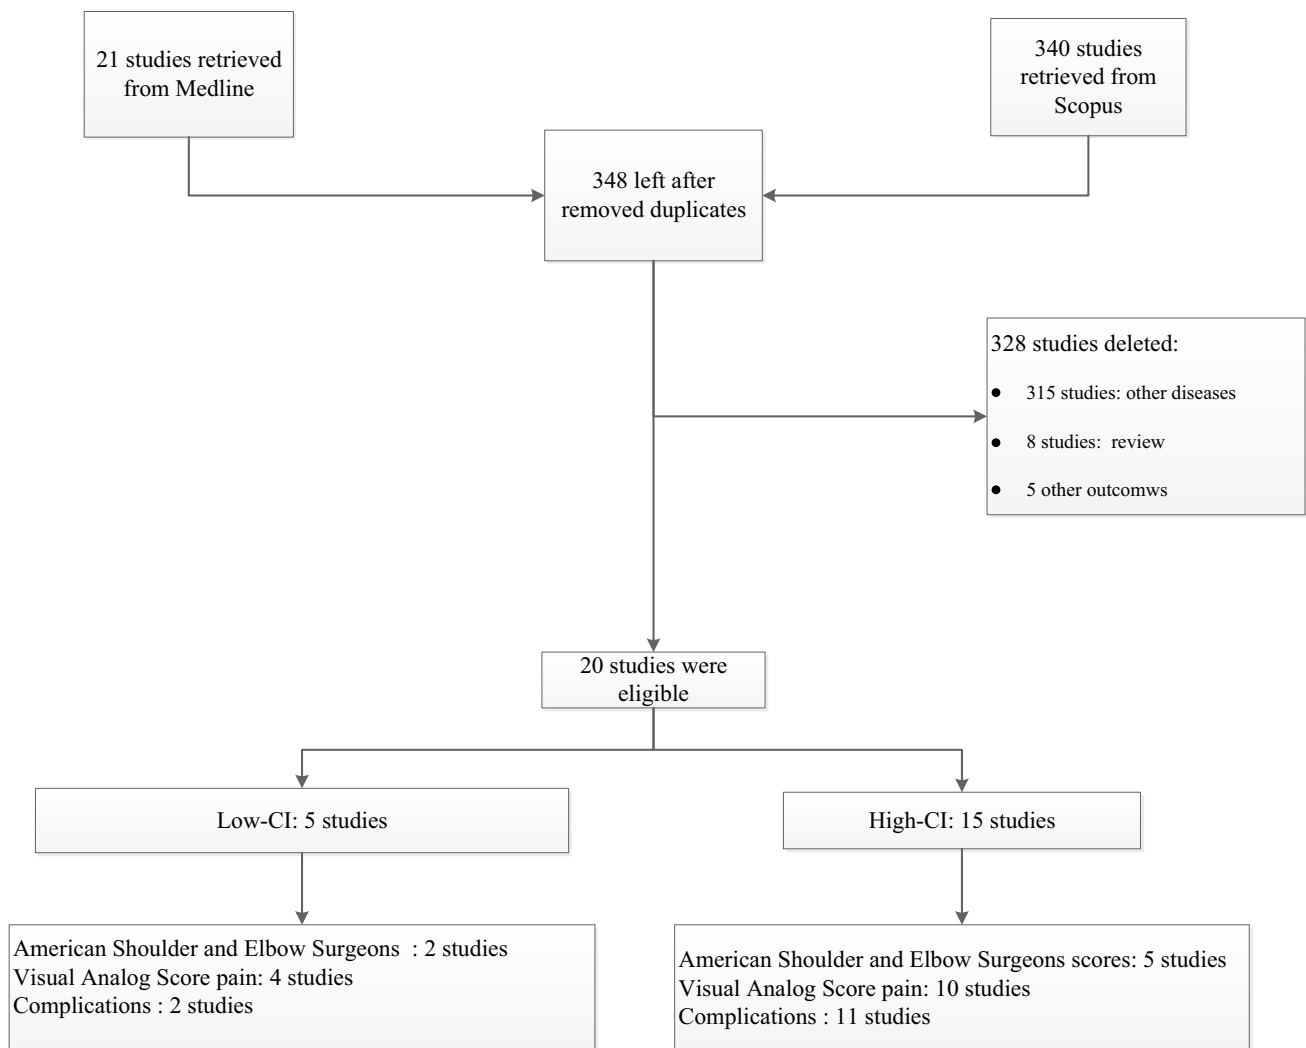 21 studies retrieved
from Medline
340 studies
retrieved from
Scopus
348 left after
removed duplicates
328 studies deleted:
● 315 studies: other diseases
● 8 studies: review
● 5 other outcomws
20 studies were
eligible
Low-CI: 5 studies
High-CI: 15 studies
American Shoulder and Elbow Surgeons : 2 studies
Visual Analog Score pain: 4 studies
Complications : 2 studies
American Shoulder and Elbow Surgeons scores: 5 studies
Visual Analog Score pain: 10 studies
Complications : 11 studies